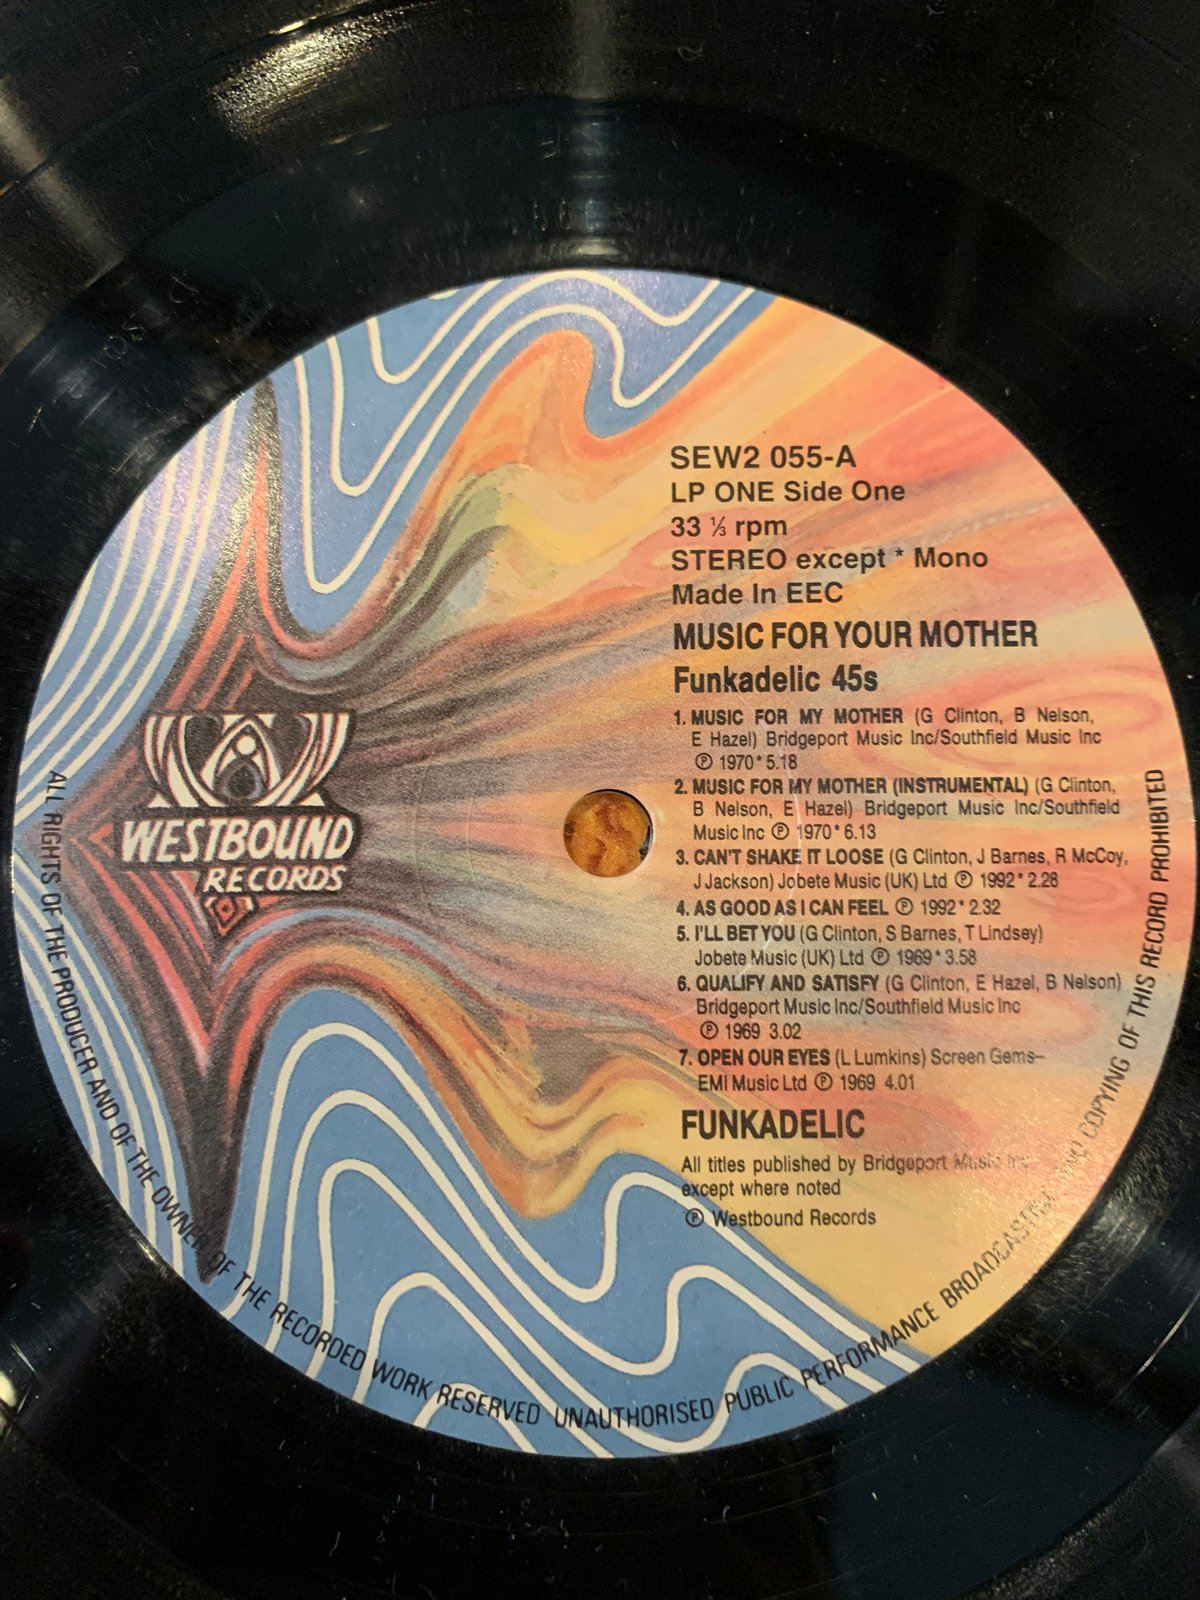 SEW2 055-A
LP ONE Side One
33 ⅓ rpm
STEREO except * Mono
Made In EEC
MUSIC FOR YOUR MOTHER
Funkadelic 45s
1. MUSIC FOR MY MOTHER (G Clinton, B Nelson,
E Hazel) Bridgeport Music Inc/Southfield Music Inc
℗ 1970* 5.18
2. MUSIC FOR MY MOTHER (INSTRUMENTAL) (G Clinton,
B Nelson, E Hazel) Bridgeport Music Inc/Southfield
Music Inc ℗ 1970* 6.13
3. CAN'T SHAKE IT LOOSE (G Clinton, J Barnes, R McCoy,
J Jackson) Jobete Music (UK) Ltd ℗ 1992* 2.28
4. AS GOOD AS I CAN FEEL ℗ 1992* 2.32
5. I'LL BET YOU (G Clinton, S Barnes, T Lindsey)
Jobete Music (UK) Ltd ℗ 1969* 3.58
6. QUALIFY AND SATISFY (G Clinton, E Hazel, B Nelson)
Bridgeport Music Inc/Southfield Music Inc
℗ 1969 3.02
7. OPEN OUR EYES (L Lumkins) Screen Gems–
EMI Music Ltd ℗ 1969 4.01
FUNKADELIC
All titles published by Bridgeport Music Inc
except where noted
℗ Westbound Records
WESTBOUND
RECORDS
ALL RIGHTS OF THE PRODUCER AND OF THE OWNER OF THE RECORDED WORK RESERVED UNAUTHORISED PUBLIC PERFORMANCE BROADCASTING AND COPYING OF THIS RECORD PROHIBITED